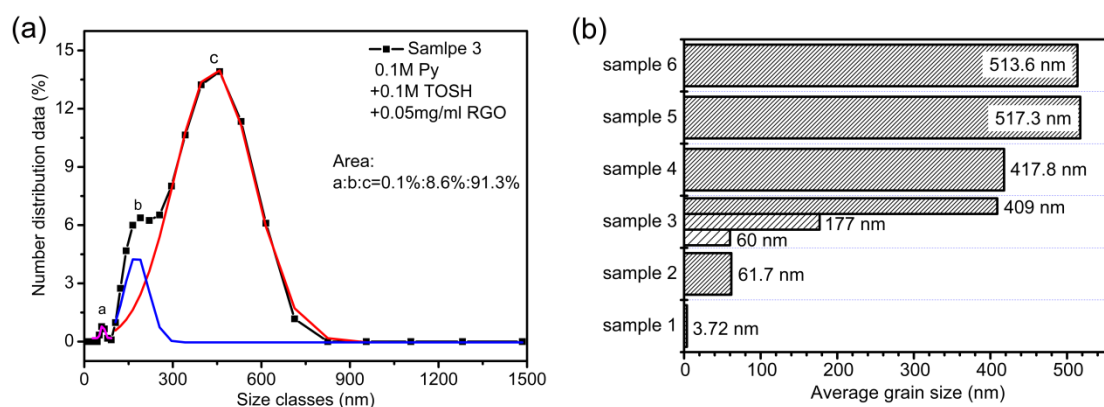 (a)
Number distribution data (%)
15
12
9
6
3
0
0
300
600
900
1200
1500
Size classes (nm)
a
b
c
Samlpe 3
0.1M Py
+0.1M TOSH
+0.05mg/ml RGO
Area:
a:b:c=0.1%:8.6%:91.3%
(b)
sample 6
513.6 nm
sample 5
517.3 nm
sample 4
417.8 nm
sample 3
409 nm
177 nm
60 nm
sample 2
61.7 nm
sample 1
3.72 nm
0
100
200
300
400
500
Average grain size (nm)